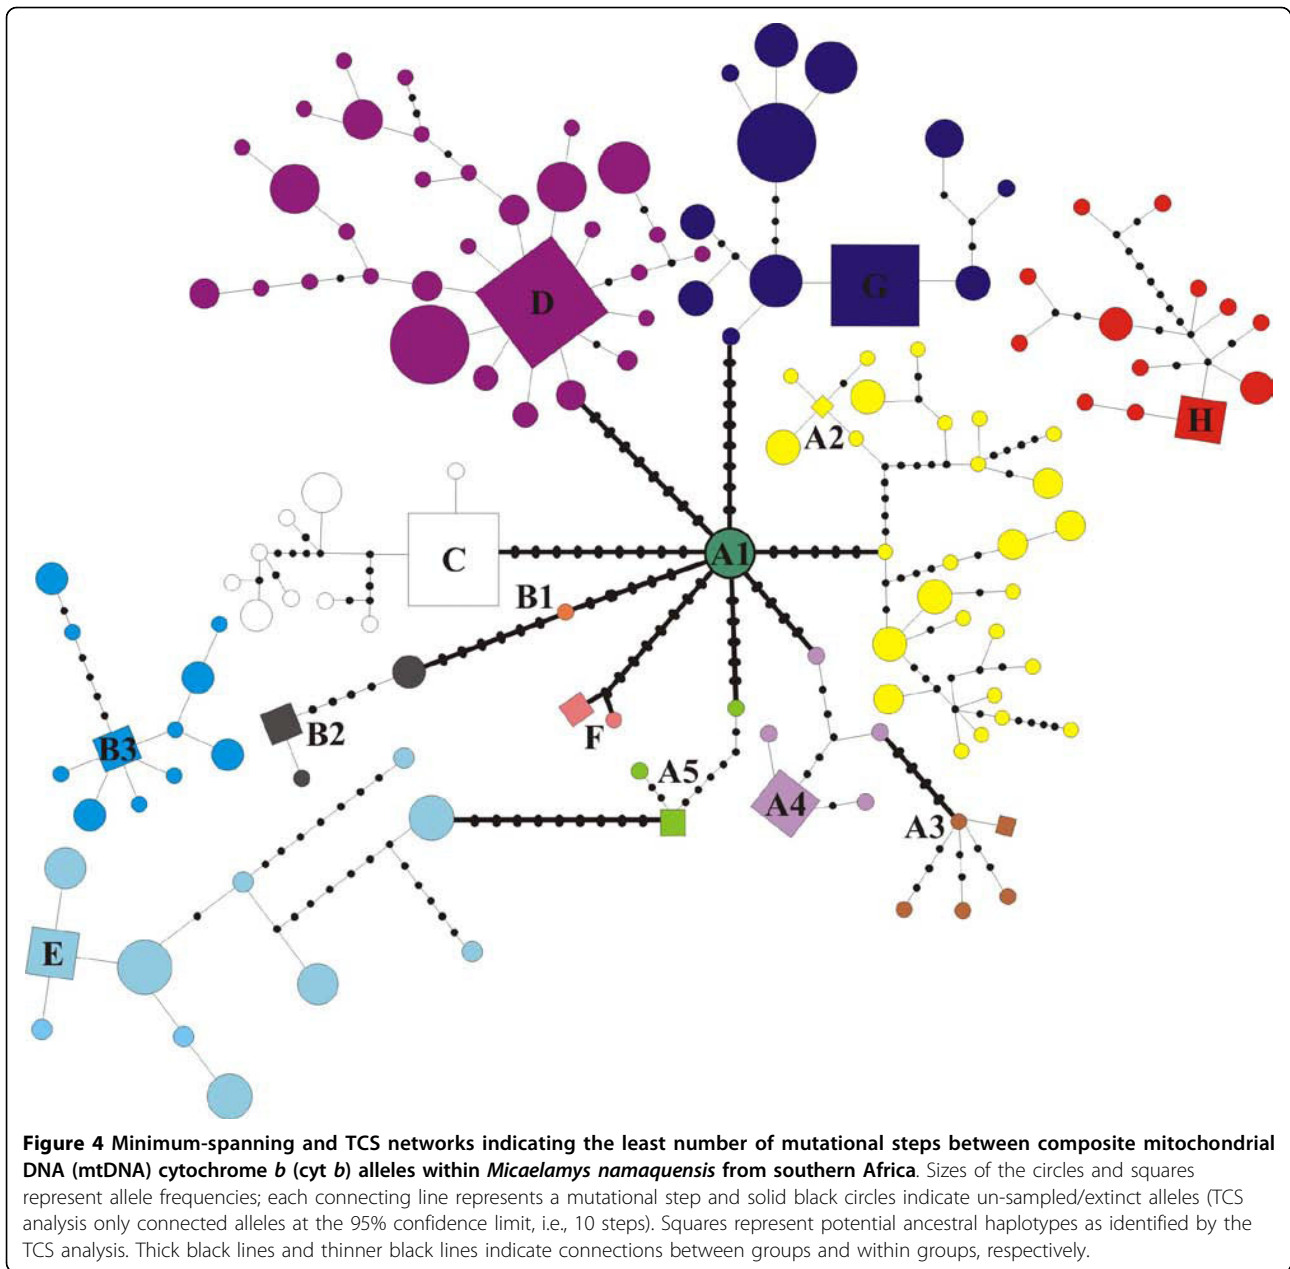 D
G
H
A2
A1
C
B1
B2
F
B3
A5
A4
A3
E
Figure 4 Minimum-spanning and TCS networks indicating the least number of mutational steps between composite mitochondrial
DNA (mtDNA) cytochrome b (cyt b) alleles within Micaelamys namaquensis from southern Africa. Sizes of the circles and squares
represent allele frequencies; each connecting line represents a mutational step and solid black circles indicate un-sampled/extinct alleles (TCS
analysis only connected alleles at the 95% confidence limit, i.e., 10 steps). Squares represent potential ancestral haplotypes as identified by the
TCS analysis. Thick black lines and thinner black lines indicate connections between groups and within groups, respectively.